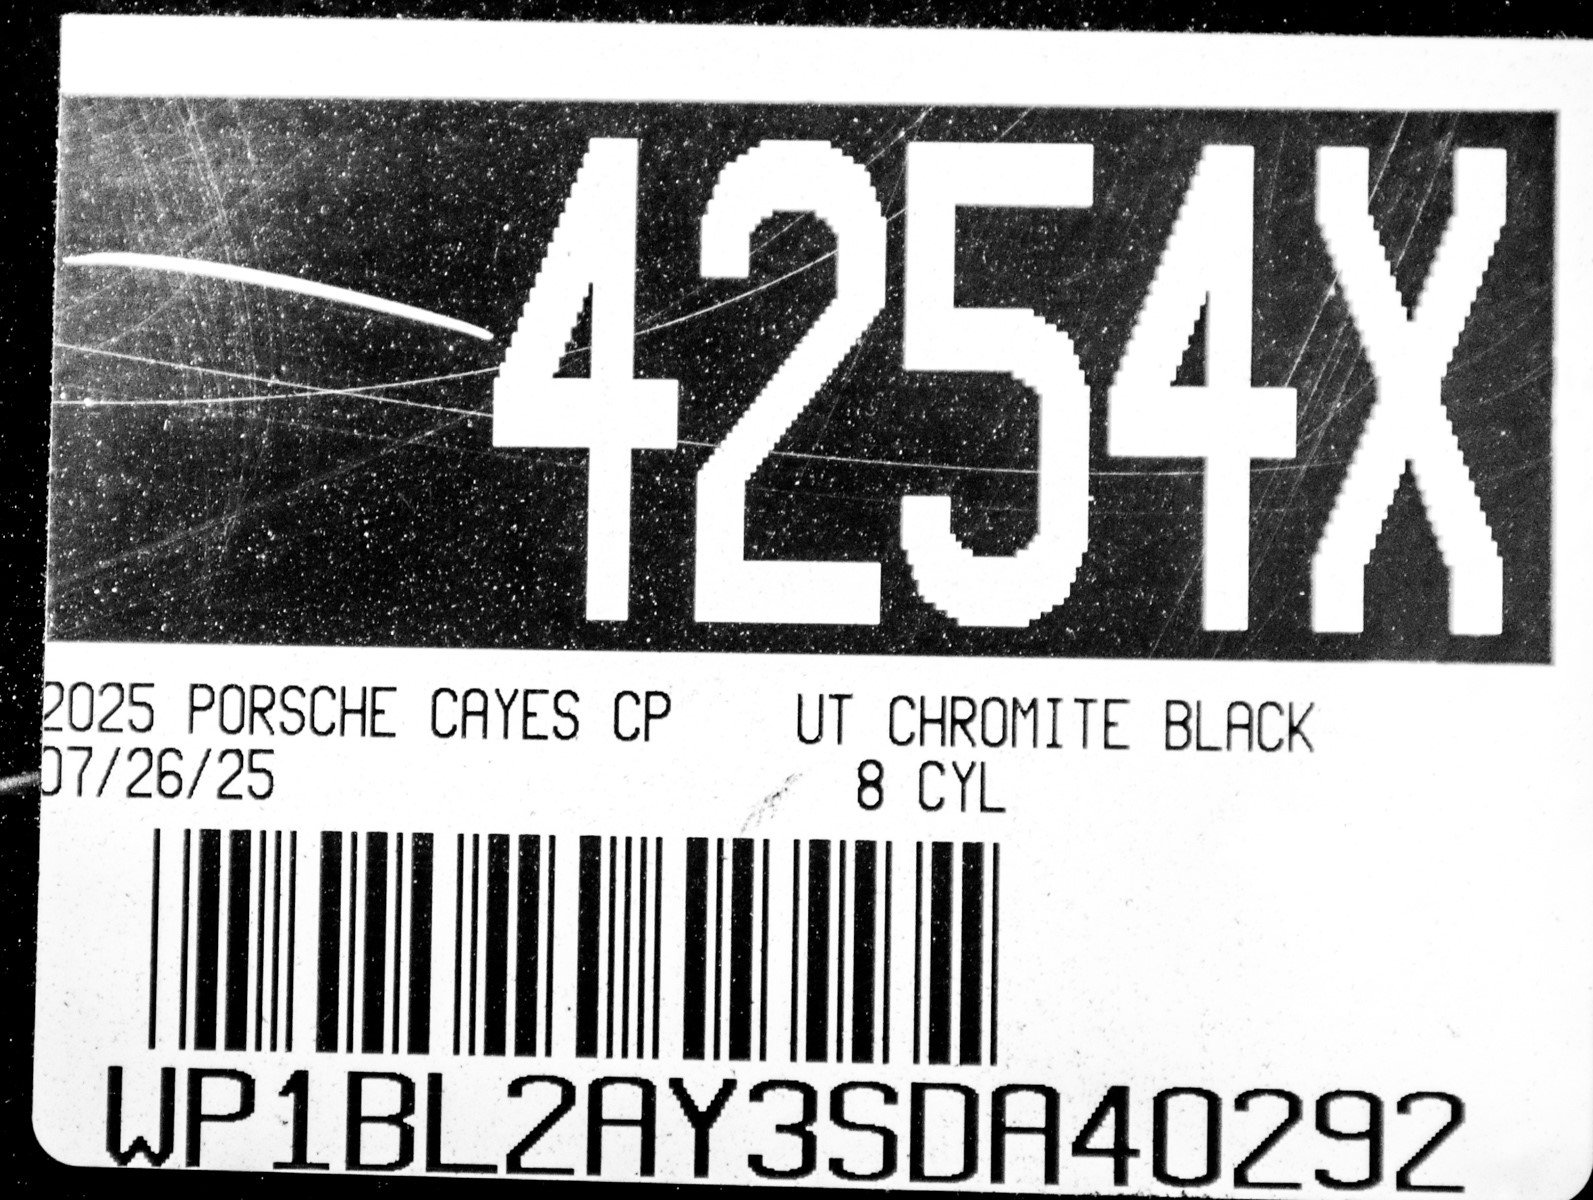 4254X
2025 PORSCHE CAYES CP UT CHROMITE BLACK
07/26/25 8 CYL
WP1BL2AY3SDA40292